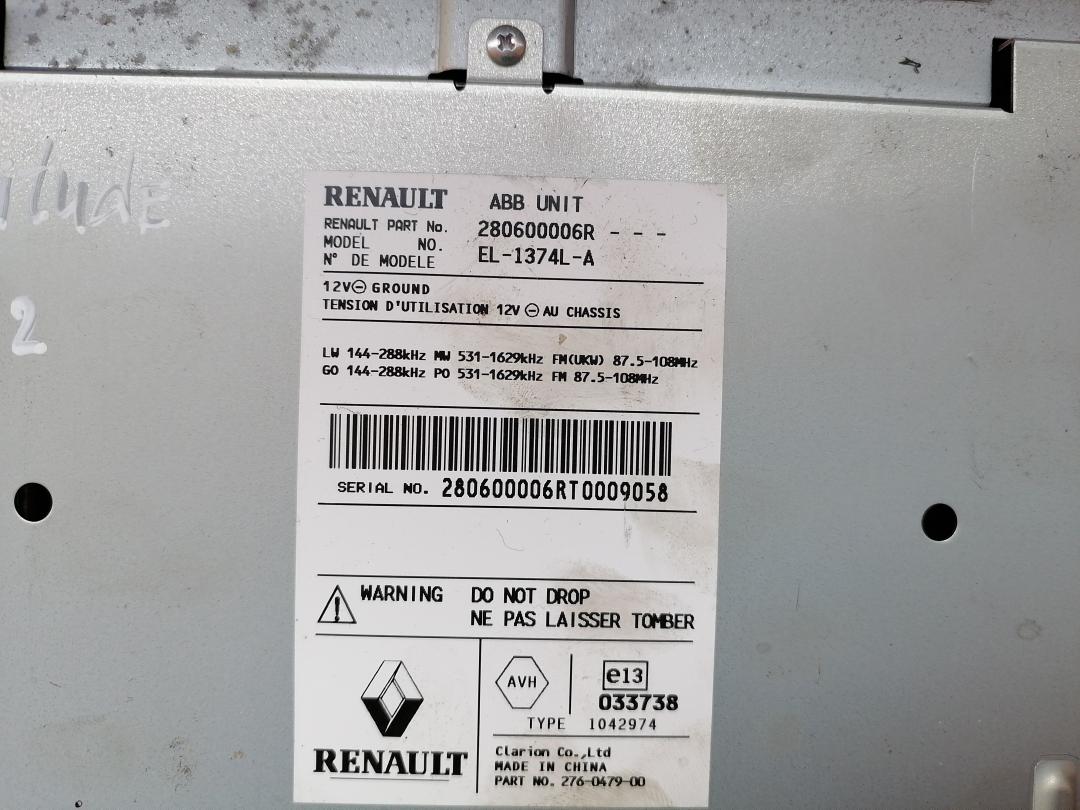 RENAULT ABB UNIT
RENAULT PART No. 280600006R - - -
MODEL NO. EL-1374L-A
N° DE MODELE
12V⊖ GROUND
TENSION D'UTILISATION 12V ⊖ AU CHASSIS
LW 144-288kHz MW 531-1629kHz FM(UKW) 87.5-108MHz
GO 144-288kHz PO 531-1629kHz FM 87.5-108MHz
SERIAL NO. 280600006RT0009058
WARNING DO NOT DROP
NE PAS LAISSER TOMBER
AVH e13
033738
TYPE 1042974
RENAULT
Clarion Co.,Ltd
MADE IN CHINA
PART NO. 276-0479-00
2